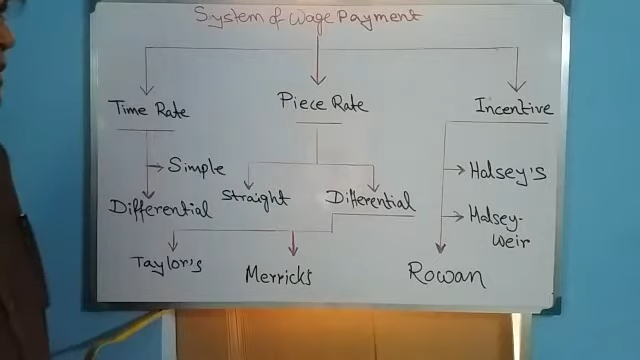 System of Wage Payment
Time Rate
Piece Rate
Incentive
Simple
Differential
Straight
Differential
Halsey's
Halsey-
Weir
Taylor's
Merricks
Rowan